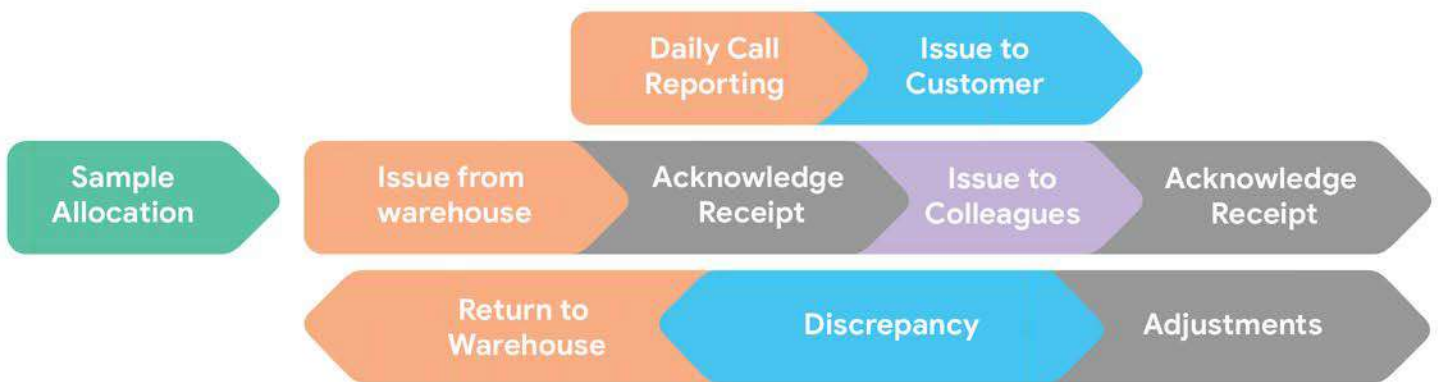 Daily Call
Reporting
Issue to
Customer
Sample
Allocation
Issue from
warehouse
Acknowledge
Receipt
Issue to
Colleagues
Acknowledge
Receipt
Return to
Warehouse
Discrepancy
Adjustments